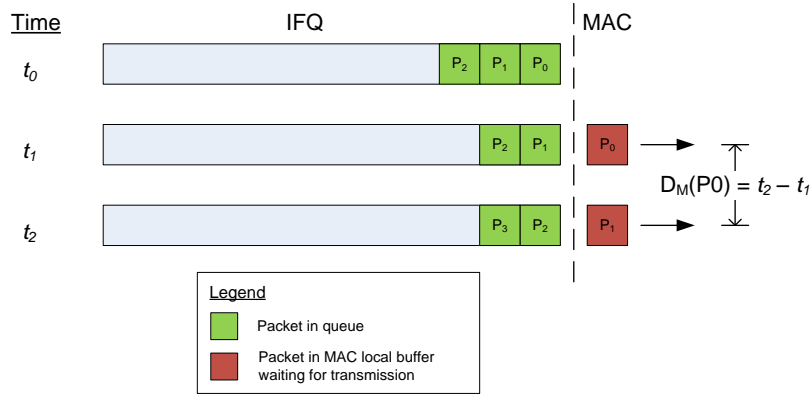 Time IFQ MAC
t0 P2 P1 P0
t1 P2 P1 P0
DM(P0) = t2 – t1
t2 P3 P2 P1
Legend
Packet in queue
Packet in MAC local buffer
waiting for transmission